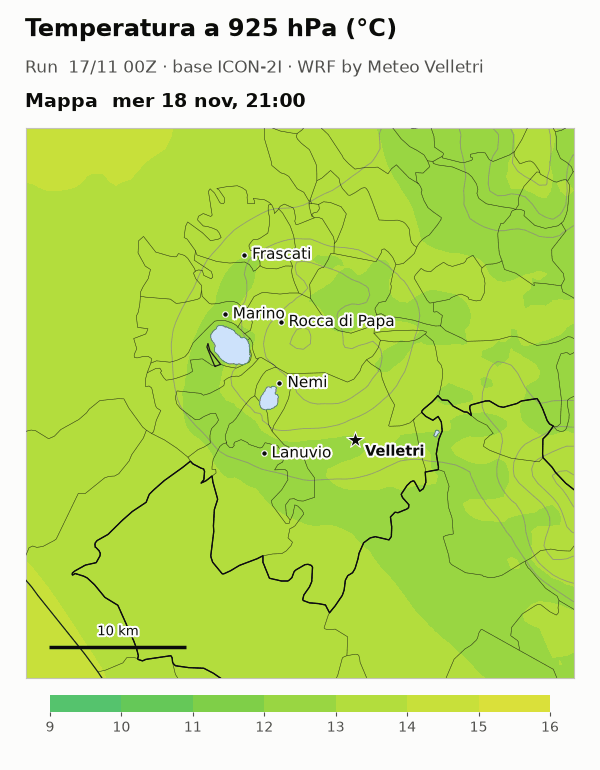 Temperatura a 925 hPa (°C)
Run  17/11 00Z · base ICON-2I · WRF by Meteo Velletri
Mappa  mer 18 nov, 21:00
Frascati
Marino
Rocca di Papa
Nemi
Velletri
Lanuvio
10 km
9 10 11 12 13 14 15 16